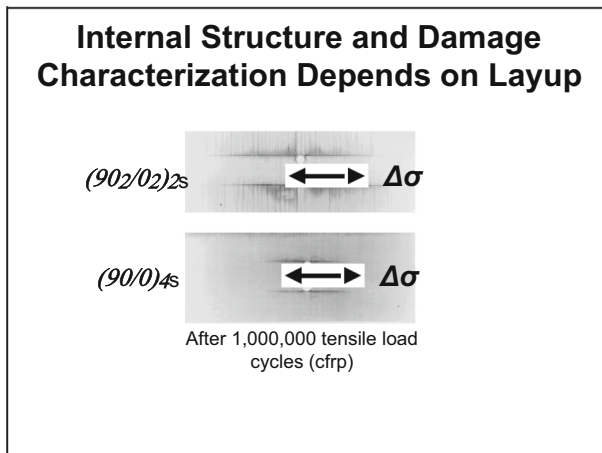 Internal Structure and Damage
Characterization Depends on Layup
(902/02)2s
Δσ
(90/0)4s
Δσ
After 1,000,000 tensile load
cycles (cfrp)